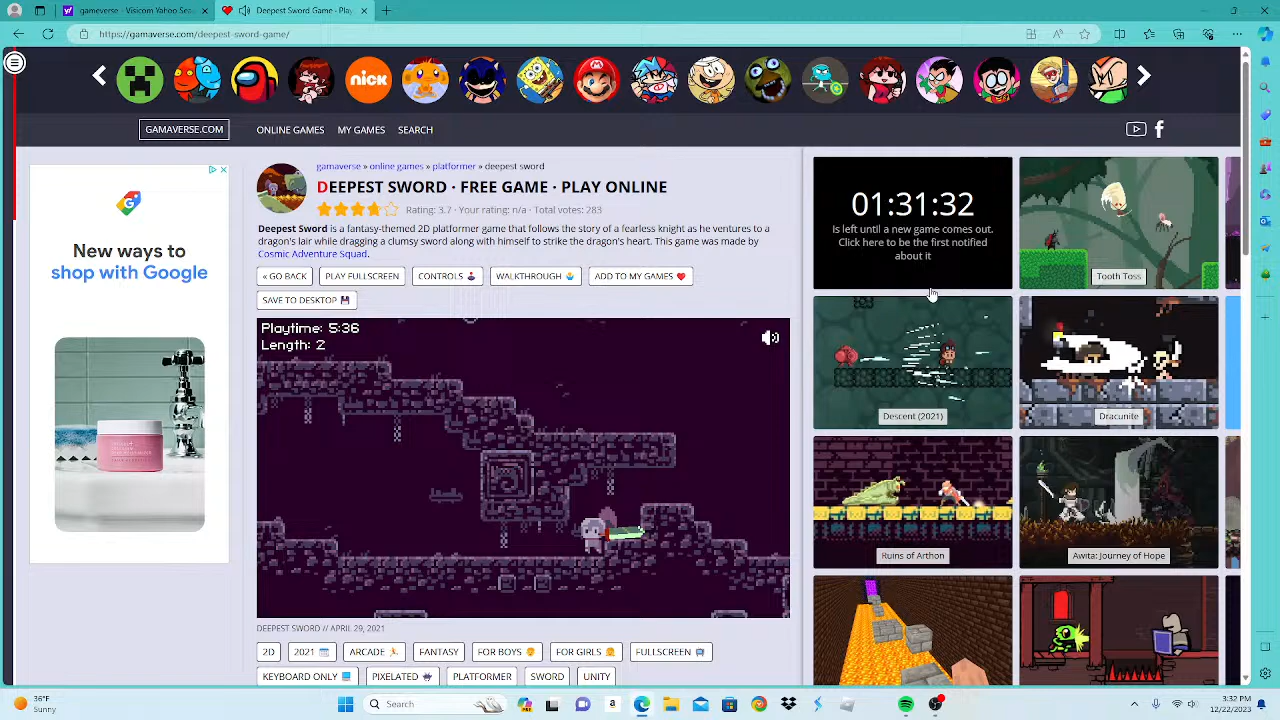 gameverse - Visicom Yahoo Sea
Deepest Sword Game - Play
https://gamaverse.com/deepest-sword-game/
nick
GAMAVERSE.COM
ONLINE GAMES
MY GAMES
SEARCH
New ways to
shop with Google
gamaverse » online games » platformer » deepest sword
DEEPEST SWORD · FREE GAME · PLAY ONLINE
Rating: 3.7 · Your rating: n/a · Total votes: 283
Deepest Sword is a fantasy-themed 2D platformer game that follows the story of a fearless knight as he ventures to a
dragon's lair while dragging a clumsy sword along with himself to strike the dragon's heart. This game was made by
Cosmic Adventure Squad.
« GO BACK
PLAY FULLSCREEN
CONTROLS
WALKTHROUGH
ADD TO MY GAMES
SAVE TO DESKTOP
Playtime: 5:36
Length: 2
DEEPEST SWORD // APRIL 29, 2021
2D
2021
ARCADE
FANTASY
FOR BOYS
FOR GIRLS
FULLSCREEN
KEYBOARD ONLY
PIXELATED
PLATFORMER
SWORD
UNITY
01:31:32
Is left until a new game comes out.
Click here to be the first notified
about it
Tooth Toss
Descent (2021)
Dracunite
Ruins of Arthon
Awita: Journey of Hope
36°F
Sunny
Search
3:32 PM
12/22/2023